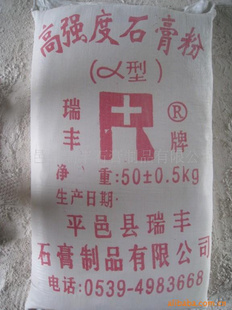 高强度石膏粉
(α型)
瑞丰 R® 牌
净 重:50±0.5kg
生产日期:
平邑县瑞丰
石膏制品有限公司
电话:0539-4983668